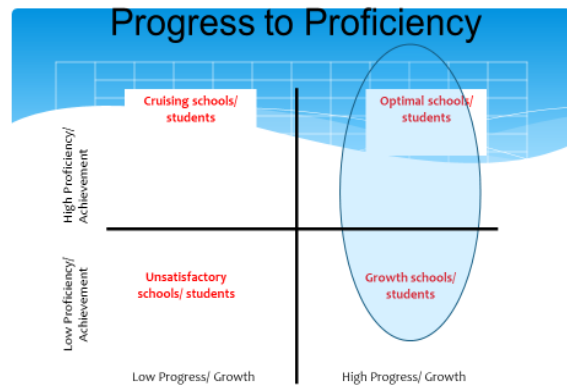 Progress to Proficiency
Cruising schools/
students
Optimal schools/
students
High Proficiency/
Achievement
Unsatisfactory
schools/ students
Growth schools/
students
Low Proficiency/
Achievement
Low Progress/ Growth
High Progress/ Growth